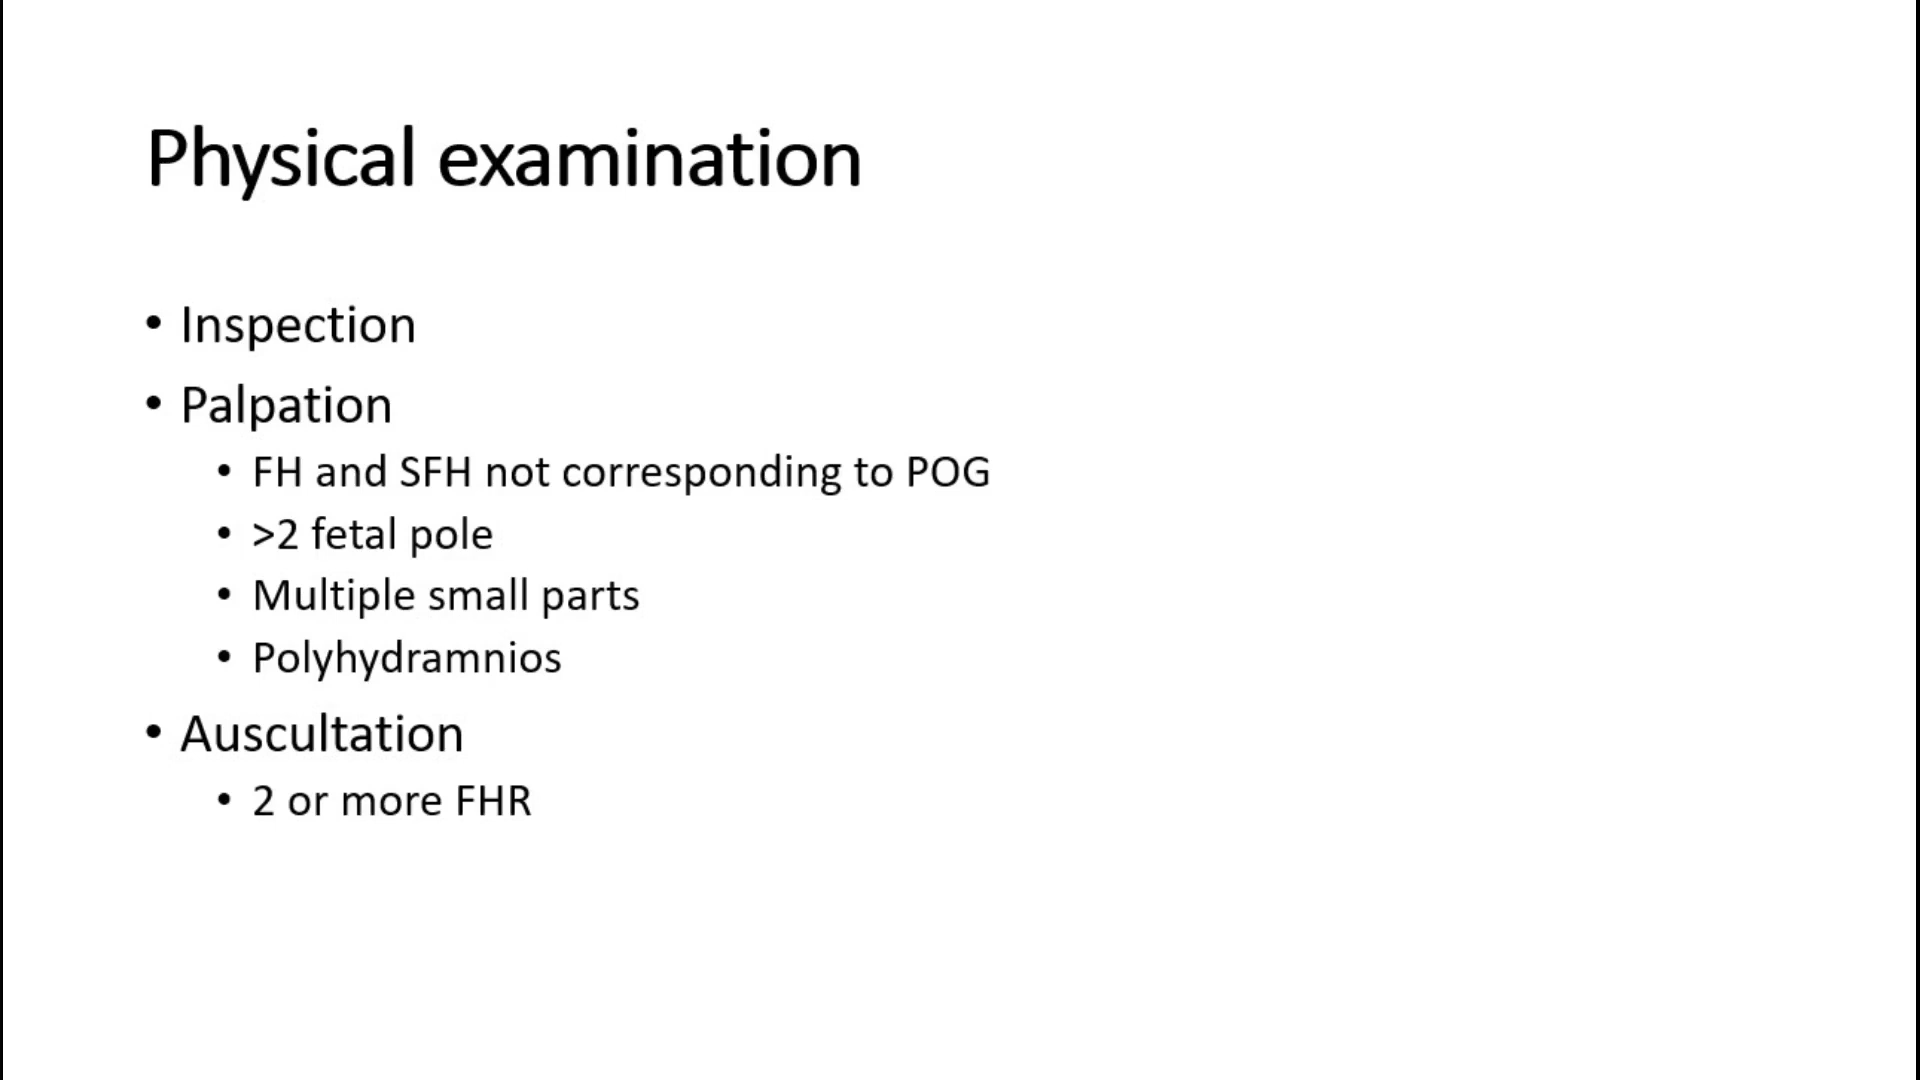 Physical examination
• Inspection
• Palpation
• FH and SFH not corresponding to POG
• >2 fetal pole
• Multiple small parts
• Polyhydramnios
• Auscultation
• 2 or more FHR